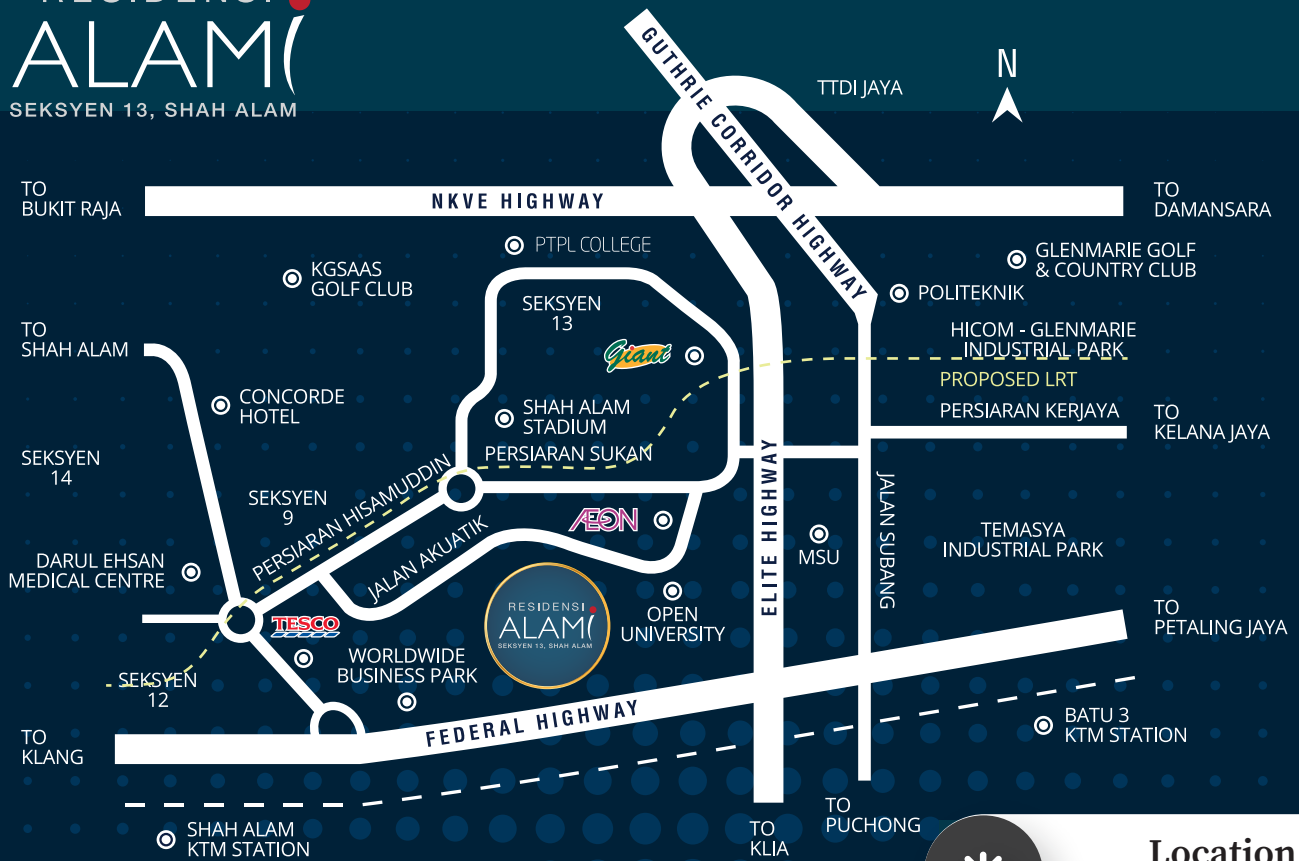 RESIDENSI
ALAMi
SEKSYEN 13, SHAH ALAM
N
TTDI JAYA
GUTHRIE CORRIDOR HIGHWAY
TO
BUKIT RAJA
NKVE HIGHWAY
TO
DAMANSARA
PTPL COLLEGE
KGSAAS
GOLF CLUB
GLENMARIE GOLF
& COUNTRY CLUB
POLITEKNIK
SEKSYEN
13
Giant
TO
SHAH ALAM
HICOM - GLENMARIE
INDUSTRIAL PARK
PROPOSED LRT
PERSIARAN KERJAYA
TO
KELANA JAYA
CONCORDE
HOTEL
SHAH ALAM
STADIUM
PERSIARAN SUKAN
SEKSYEN
14
SEKSYEN
9
PERSIARAN HISAMUDDIN
JALAN AKUATIK
ÆON
ELITE HIGHWAY
MSU
JALAN SUBANG
TEMASYA
INDUSTRIAL PARK
DARUL EHSAN
MEDICAL CENTRE
TESCO
RESIDENSI
ALAMi
SEKSYEN 13, SHAH ALAM
OPEN
UNIVERSITY
TO
PETALING JAYA
WORLDWIDE
BUSINESS PARK
SEKSYEN
12
FEDERAL HIGHWAY
TO
KLANG
BATU 3
KTM STATION
SHAH ALAM
KTM STATION
TO
KLIA
TO
PUCHONG
Location